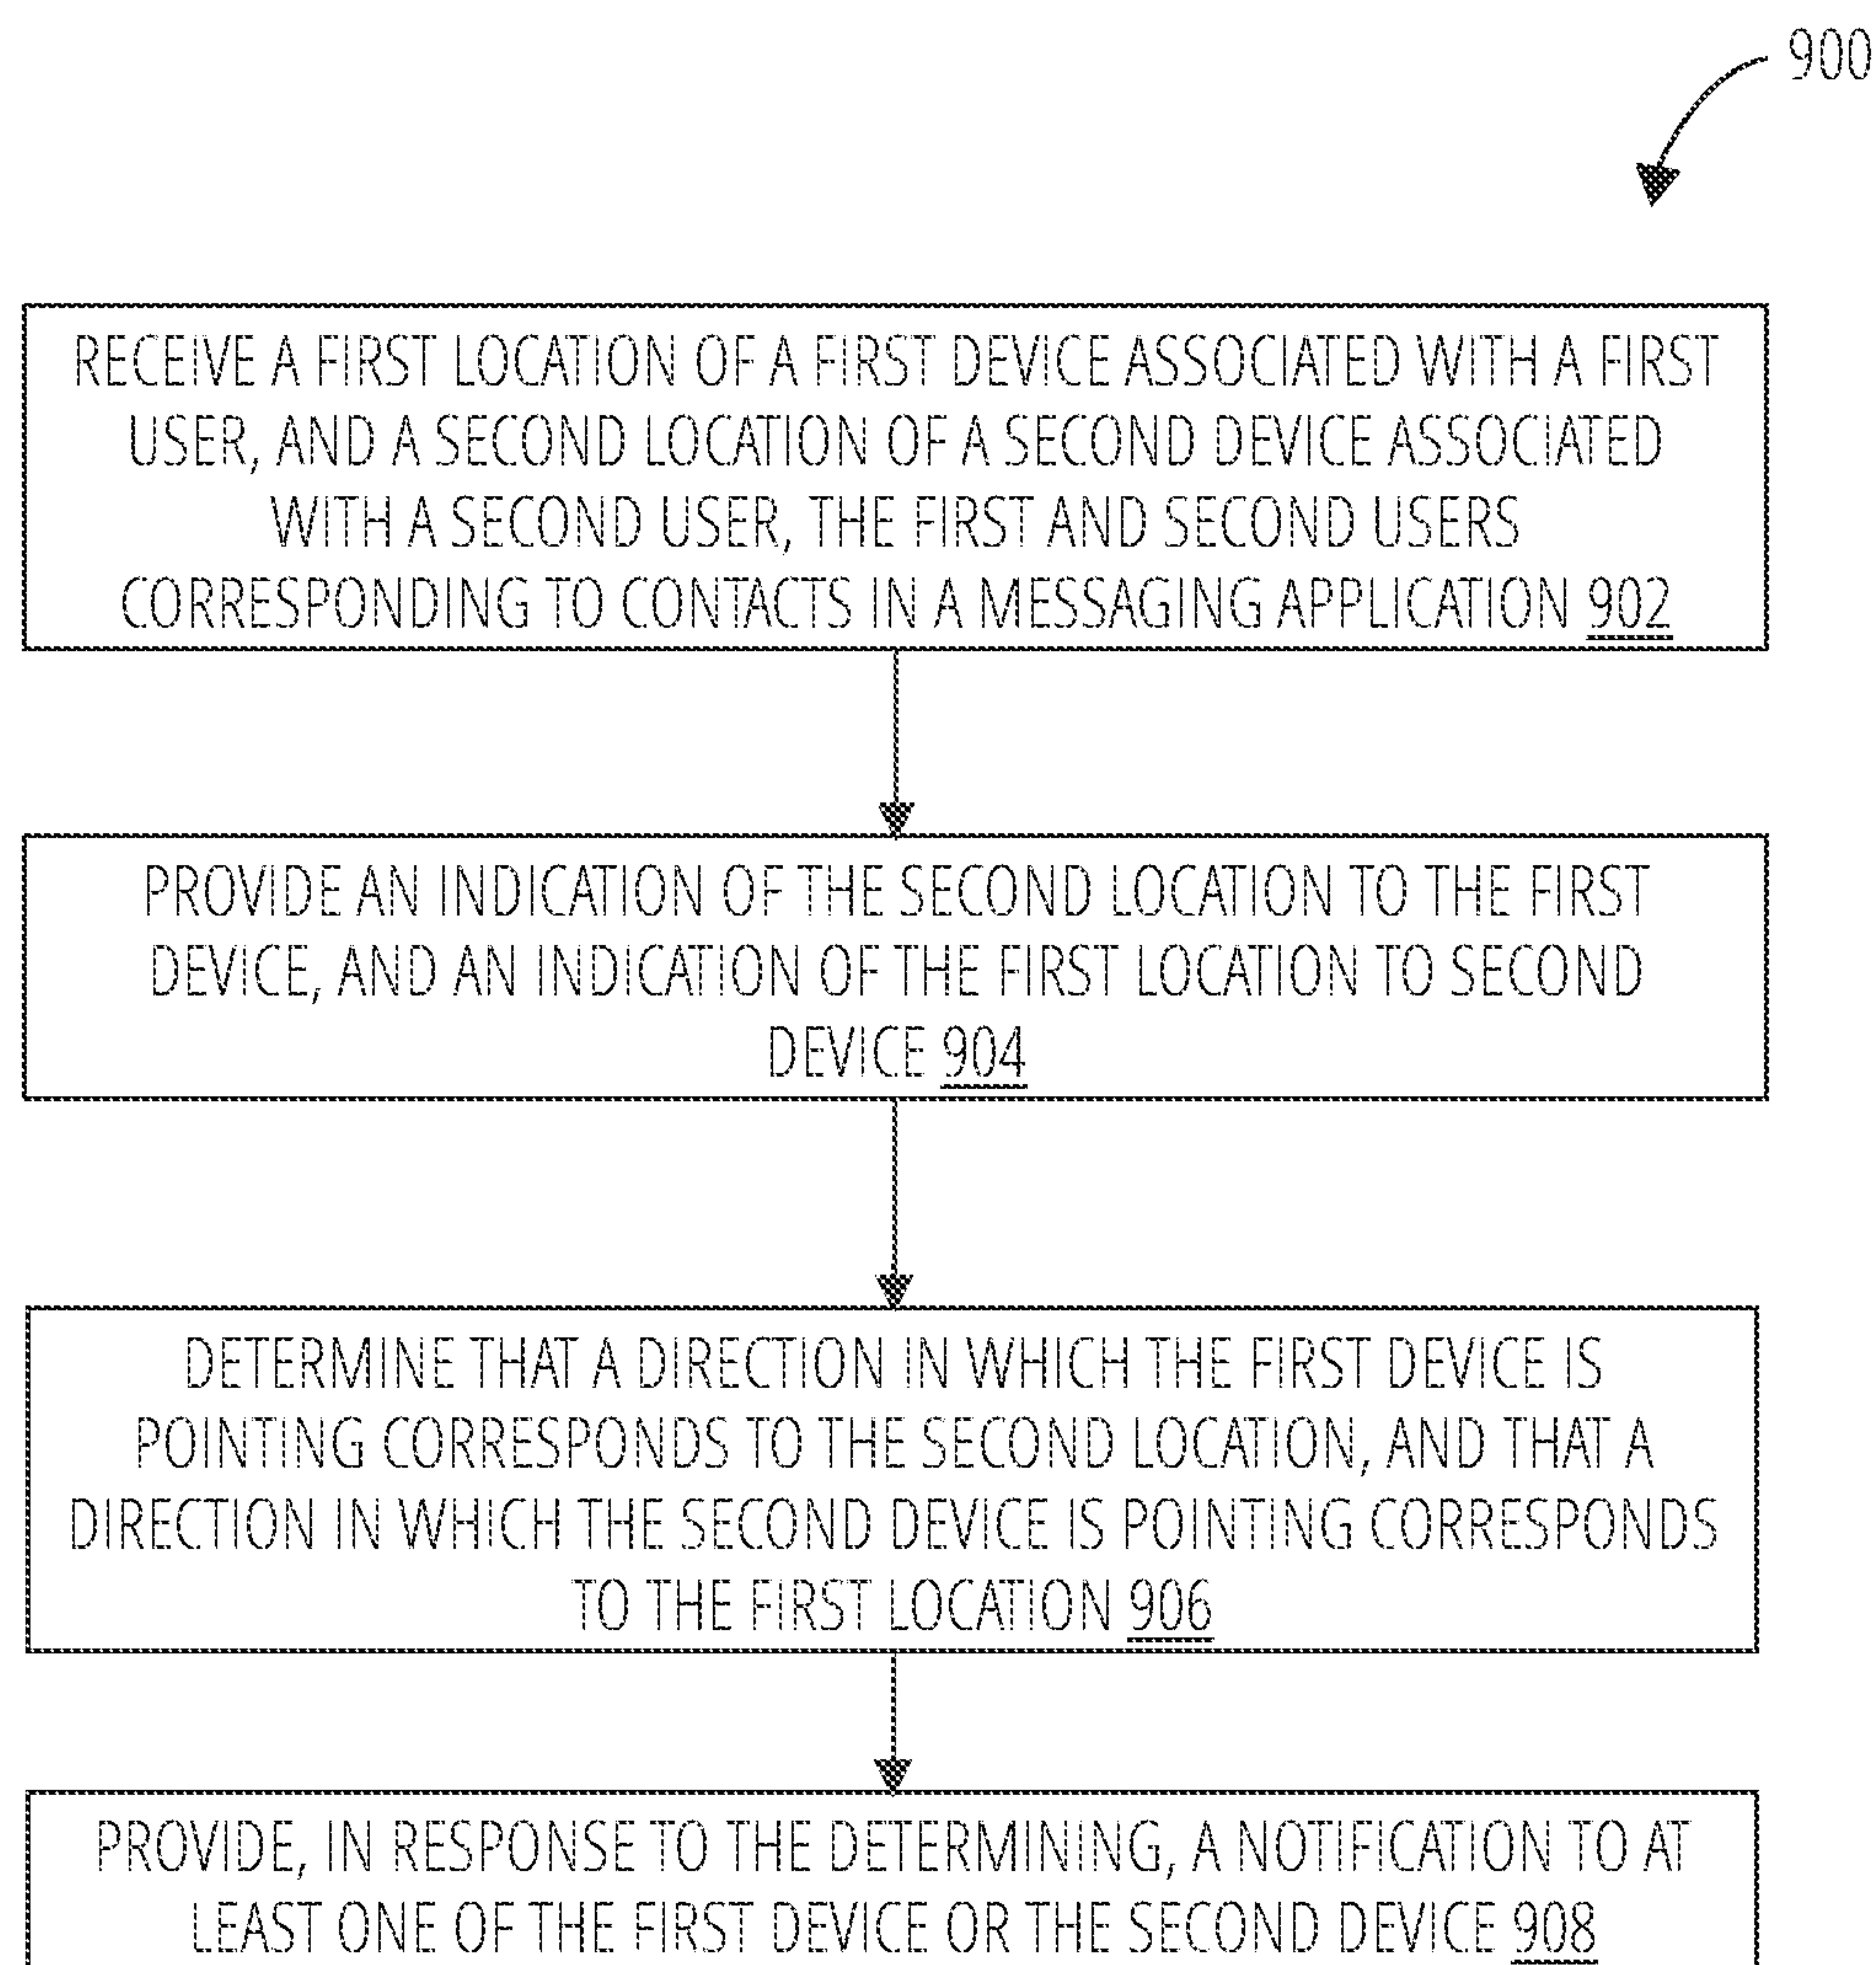 900
RECEIVE A FIRST LOCATION OF A FIRST DEVICE ASSOCIATED WITH A FIRST
USER, AND A SECOND LOCATION OF A SECOND DEVICE ASSOCIATED
WITH A SECOND USER, THE FIRST AND SECOND USERS
CORRESPONDING TO CONTACTS IN A MESSAGING APPLICATION 902
PROVIDE AN INDICATION OF THE SECOND LOCATION TO THE FIRST
DEVICE, AND AN INDICATION OF THE FIRST LOCATION TO SECOND
DEVICE 904
DETERMINE THAT A DIRECTION IN WHICH THE FIRST DEVICE IS
POINTING CORRESPONDS TO THE SECOND LOCATION, AND THAT A
DIRECTION IN WHICH THE SECOND DEVICE IS POINTING CORRESPONDS
TO THE FIRST LOCATION 906
PROVIDE, IN RESPONSE TO THE DETERMINING, A NOTIFICATION TO AT
LEAST ONE OF THE FIRST DEVICE OR THE SECOND DEVICE 908